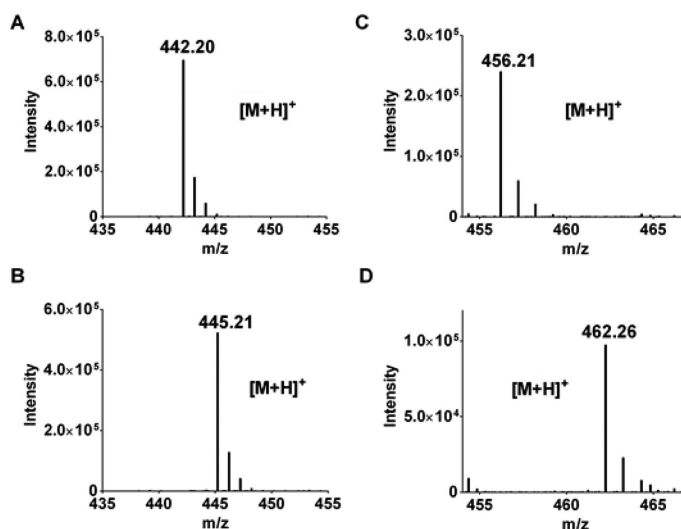 A
8.0×10⁵
6.0×10⁵
4.0×10⁵
2.0×10⁵
0
Intensity
442.20
[M+H]⁺
435 440 445 450 455
m/z
C
3.0×10⁵
2.0×10⁵
1.0×10⁵
0
Intensity
456.21
[M+H]⁺
455 460 465
m/z
B
6.0×10⁵
4.0×10⁵
2.0×10⁵
0
Intensity
445.21
[M+H]⁺
435 440 445 450 455
m/z
D
1.0×10⁵
5.0×10⁴
0
Intensity
462.26
[M+H]⁺
455 460 465
m/z